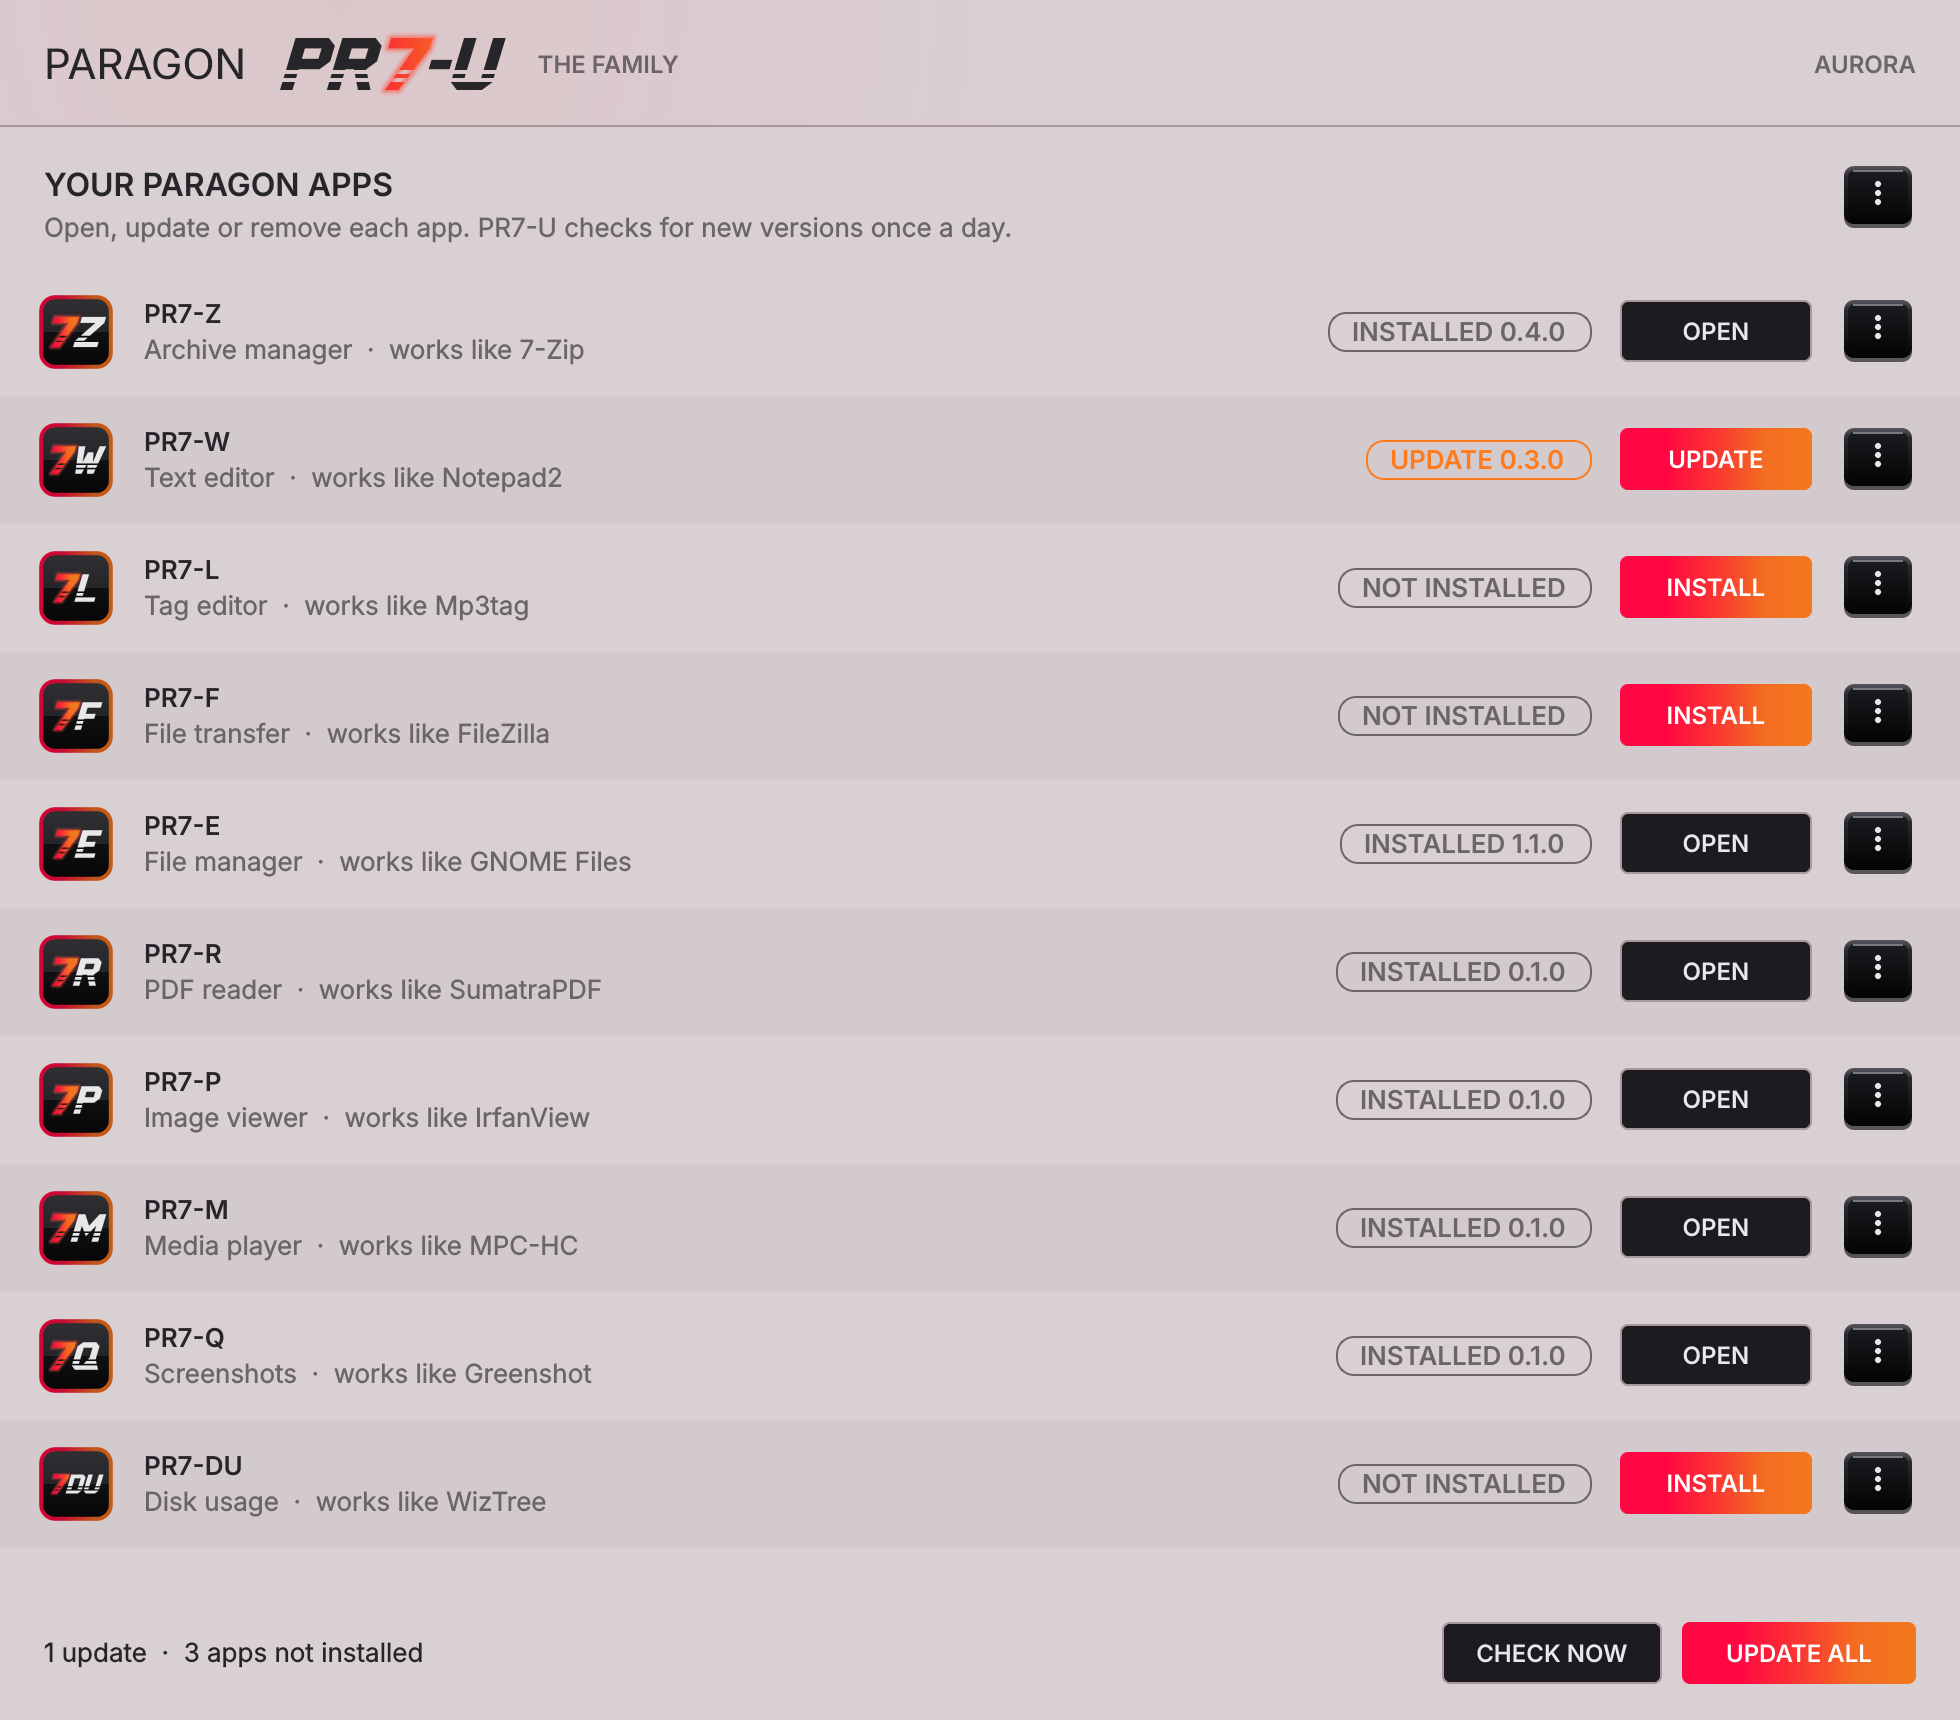 PARAGON PR7-U THE FAMILY AURORA
YOUR PARAGON APPS
Open, update or remove each app. PR7-U checks for new versions once a day.
7Z PR7-Z INSTALLED 0.4.0 OPEN
Archive manager · works like 7-Zip
7W PR7-W UPDATE 0.3.0 UPDATE
Text editor · works like Notepad2
7L PR7-L NOT INSTALLED INSTALL
Tag editor · works like Mp3tag
7F PR7-F NOT INSTALLED INSTALL
File transfer · works like FileZilla
7E PR7-E INSTALLED 1.1.0 OPEN
File manager · works like GNOME Files
7R PR7-R INSTALLED 0.1.0 OPEN
PDF reader · works like SumatraPDF
7P PR7-P INSTALLED 0.1.0 OPEN
Image viewer · works like IrfanView
7M PR7-M INSTALLED 0.1.0 OPEN
Media player · works like MPC-HC
7Q PR7-Q INSTALLED 0.1.0 OPEN
Screenshots · works like Greenshot
7DU PR7-DU NOT INSTALLED INSTALL
Disk usage · works like WizTree
1 update · 3 apps not installed CHECK NOW UPDATE ALL